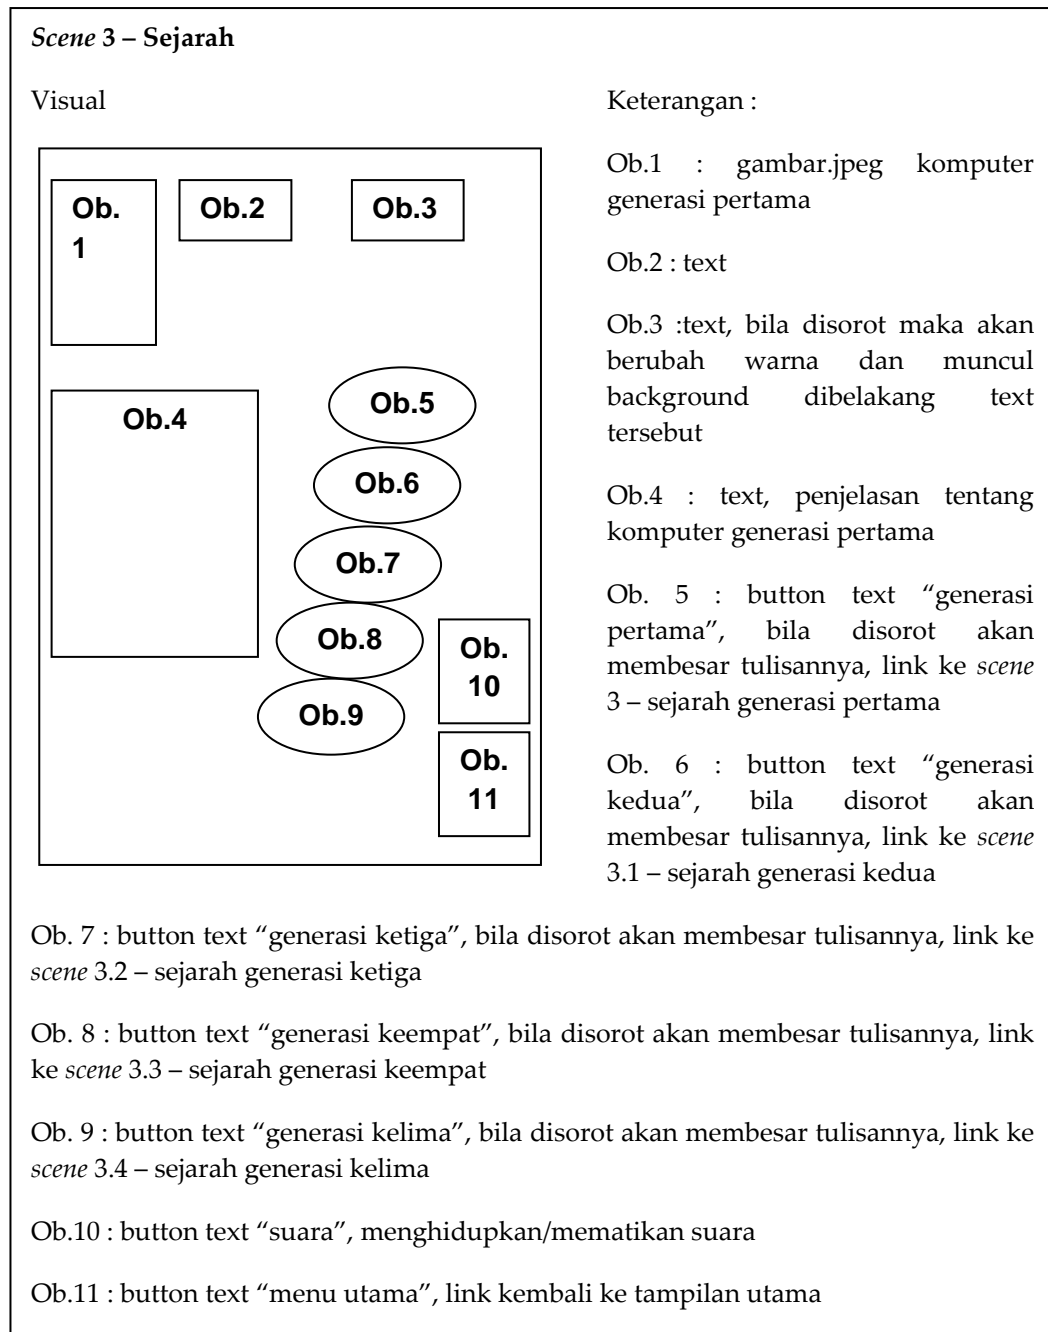 Scene 3 – Sejarah
Visual
Ob.
1
Ob.2
Ob.3
Ob.4
Ob.5
Ob.6
Ob.7
Ob.8
Ob.9
Ob.
10
Ob.
11
Keterangan :
Ob.1 : gambar.jpeg komputer
generasi pertama
Ob.2 : text
Ob.3 :text, bila disorot maka akan
berubah warna dan muncul
background dibelakang text
tersebut
Ob.4 : text, penjelasan tentang
komputer generasi pertama
Ob. 5 : button text “generasi
pertama”, bila disorot akan
membesar tulisannya, link ke scene
3 – sejarah generasi pertama
Ob. 6 : button text “generasi
kedua”, bila disorot akan
membesar tulisannya, link ke scene
3.1 – sejarah generasi kedua
Ob. 7 : button text “generasi ketiga”, bila disorot akan membesar tulisannya, link ke
scene 3.2 – sejarah generasi ketiga
Ob. 8 : button text “generasi keempat”, bila disorot akan membesar tulisannya, link
ke scene 3.3 – sejarah generasi keempat
Ob. 9 : button text “generasi kelima”, bila disorot akan membesar tulisannya, link ke
scene 3.4 – sejarah generasi kelima
Ob.10 : button text “suara”, menghidupkan/mematikan suara
Ob.11 : button text “menu utama”, link kembali ke tampilan utama